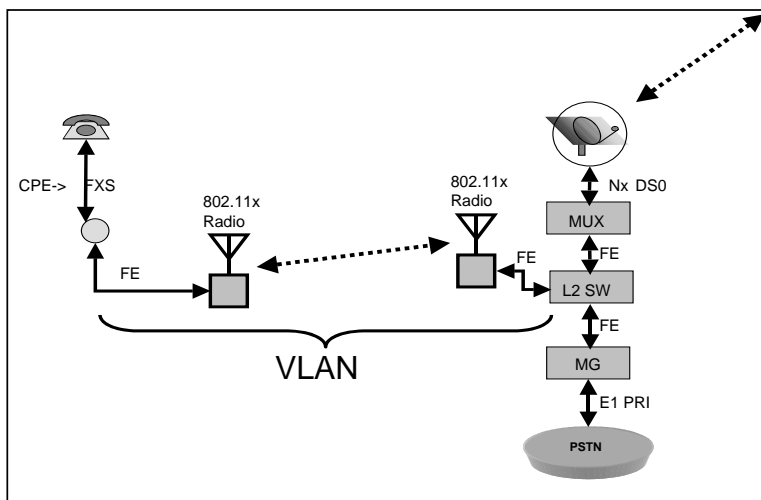 802.11x
Radio
802.11x
Radio
CPE-> FXS
Nx DS0
MUX
FE
FE
FE
L2 SW
VLAN
FE
MG
E1 PRI
PSTN